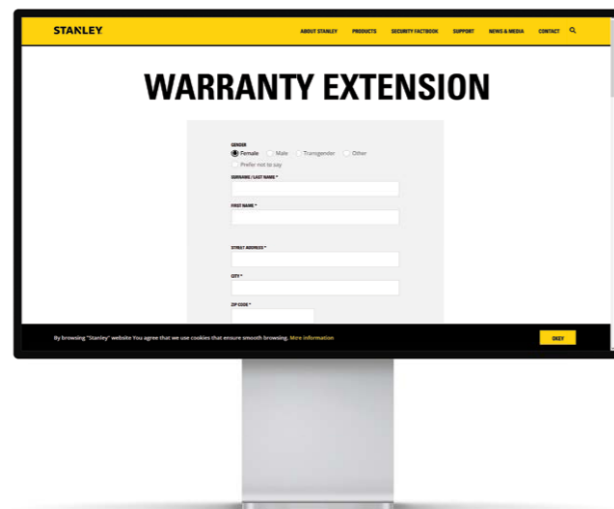 STANLEY
ABOUT STANLEY PRODUCTS SECURITY FACTBOOK SUPPORT NEWS & MEDIA CONTACT
WARRANTY EXTENSION
GENDER
Female Male Transgender Other
Prefer not to say
SURNAME / LAST NAME *
FIRST NAME *
STREET ADDRESS *
CITY *
ZIP CODE *
By browsing "Stanley" website You agree that we use cookies that ensure smooth browsing. More information
OKEY